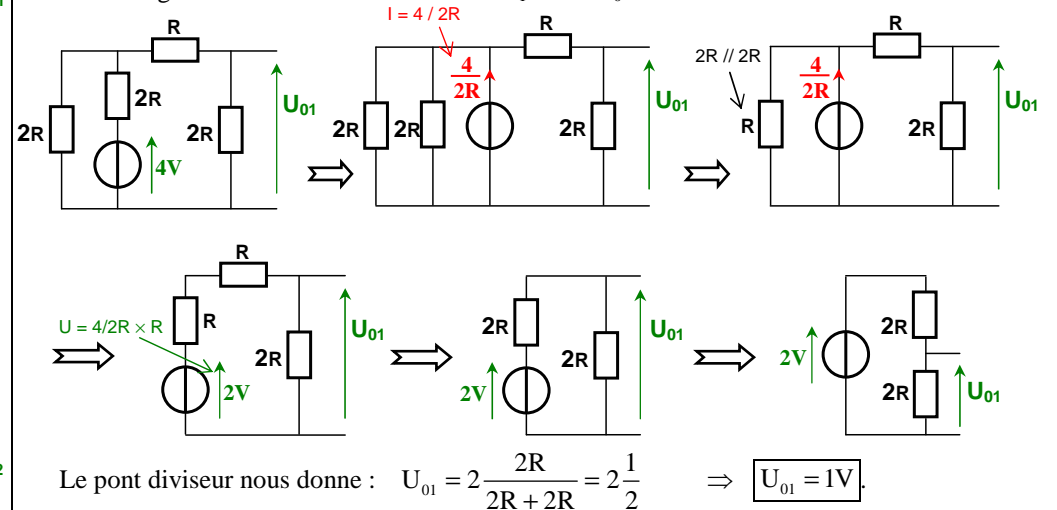 I = 4 / 2R
R
2R
2R
4V
2R
U01
4
2R
R
2R
2R
2R
U01
2R // 2R
4
2R
R
R
2R
U01
U = 4/2R × R
R
R
2V
2R
U01
2R
2V
2R
U01
2V
2R
2R
U01
Le pont diviseur nous donne : U01 = 2 2R / (2R + 2R) = 2 1/2 ⇒ U01 = 1V.